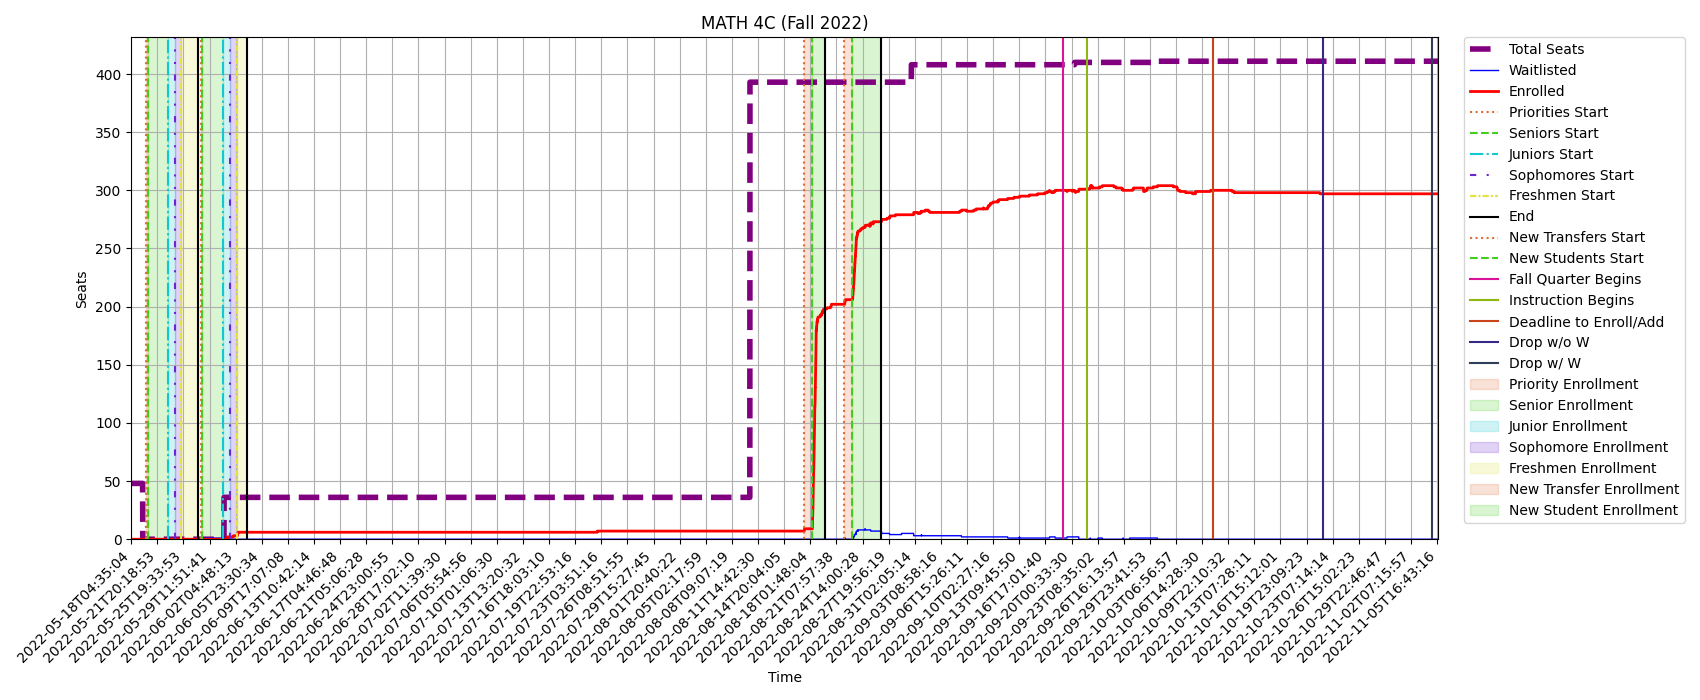 MATH 4C (Fall 2022)
Seats
400
350
300
250
200
150
100
50
0
2022-05-18T04:35:04
2022-05-21T20:18:53
2022-05-25T19:33:53
2022-05-29T11:51:41
2022-06-02T04:48:13
2022-06-05T23:30:34
2022-06-09T17:07:08
2022-06-13T10:42:14
2022-06-17T04:46:48
2022-06-21T05:06:28
2022-06-24T23:00:55
2022-06-28T17:02:10
2022-07-02T11:39:30
2022-07-06T05:54:56
2022-07-10T01:06:30
2022-07-13T13:20:32
2022-07-16T18:03:10
2022-07-19T22:53:16
2022-07-23T03:51:16
2022-07-26T08:51:55
2022-07-29T15:27:45
2022-08-01T20:40:22
2022-08-05T02:17:59
2022-08-08T09:07:19
2022-08-11T14:42:30
2022-08-14T20:04:05
2022-08-18T01:48:04
2022-08-21T07:57:38
2022-08-24T14:00:28
2022-08-27T19:56:19
2022-08-31T02:05:14
2022-09-03T08:58:16
2022-09-06T15:26:11
2022-09-10T02:27:16
2022-09-13T09:45:50
2022-09-16T17:01:40
2022-09-20T00:33:30
2022-09-23T08:35:02
2022-09-26T16:13:57
2022-09-29T23:41:53
2022-10-03T06:56:57
2022-10-06T14:28:30
2022-10-09T22:10:32
2022-10-13T07:28:11
2022-10-16T15:12:01
2022-10-19T23:09:23
2022-10-23T07:14:14
2022-10-26T15:02:23
2022-10-29T22:46:47
2022-11-02T07:15:57
2022-11-05T16:43:16
Time
Total Seats
Waitlisted
Enrolled
Priorities Start
Seniors Start
Juniors Start
Sophomores Start
Freshmen Start
End
New Transfers Start
New Students Start
Fall Quarter Begins
Instruction Begins
Deadline to Enroll/Add
Drop w/o W
Drop w/ W
Priority Enrollment
Senior Enrollment
Junior Enrollment
Sophomore Enrollment
Freshmen Enrollment
New Transfer Enrollment
New Student Enrollment